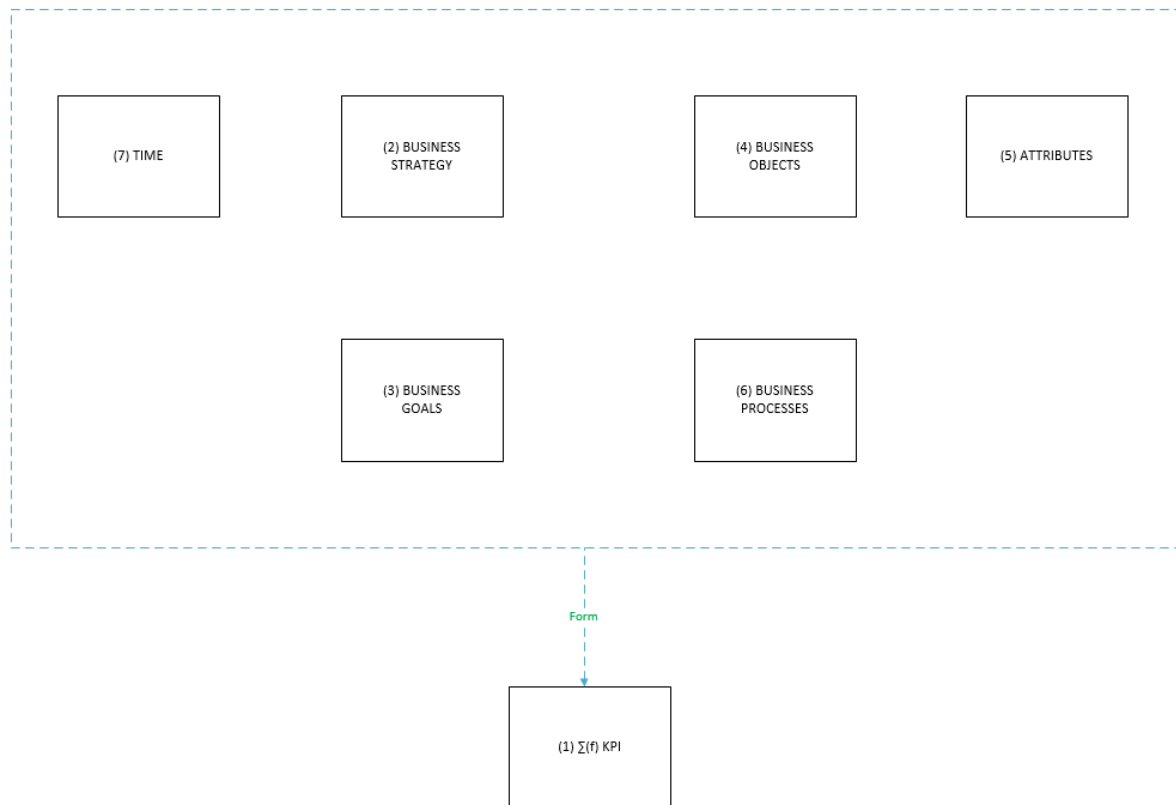 (7) TIME
(2) BUSINESS
STRATEGY
(4) BUSINESS
OBJECTS
(5) ATTRIBUTES
(3) BUSINESS
GOALS
(6) BUSINESS
PROCESSES
Form
(1) ∑(f) KPI